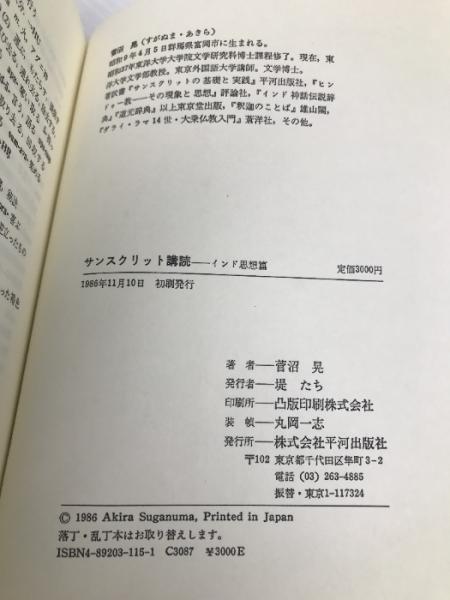 菅沼 晃（すがぬま・あきら）
昭和9年4月5日群馬県富岡市に生まれる。
昭和37年東洋大学大学院文学研究科博士課程修了。現在，東
洋大学文学部教授。東京外国語大学講師。文学博士。
著訳書『サンスクリットの基礎と実践』平河出版社，『ヒン
ドゥー教――その現象と思想』評論社，『インド神話伝説辞
典』『道元辞典』以上東京堂出版，『釈迦のことば』雄山閣，
『ダライ・ラマ14世・大乗仏教入門』蒼洋社，その他。
サンスクリット講読――インド思想篇 定価3000円
1986年11月10日 初刷発行
著 者――菅沼 晃
発行者――堤 たち
印刷所――凸版印刷株式会社
装 幀――丸岡一志
発行所――株式会社平河出版社
〒102 東京都千代田区隼町3-2
電話 (03) 263-4885
振替・東京1-117324
© 1986 Akira Suganuma, Printed in Japan
落丁・乱丁本はお取り替えします。
ISBN4-89203-115-1 C3087 ￥3000E